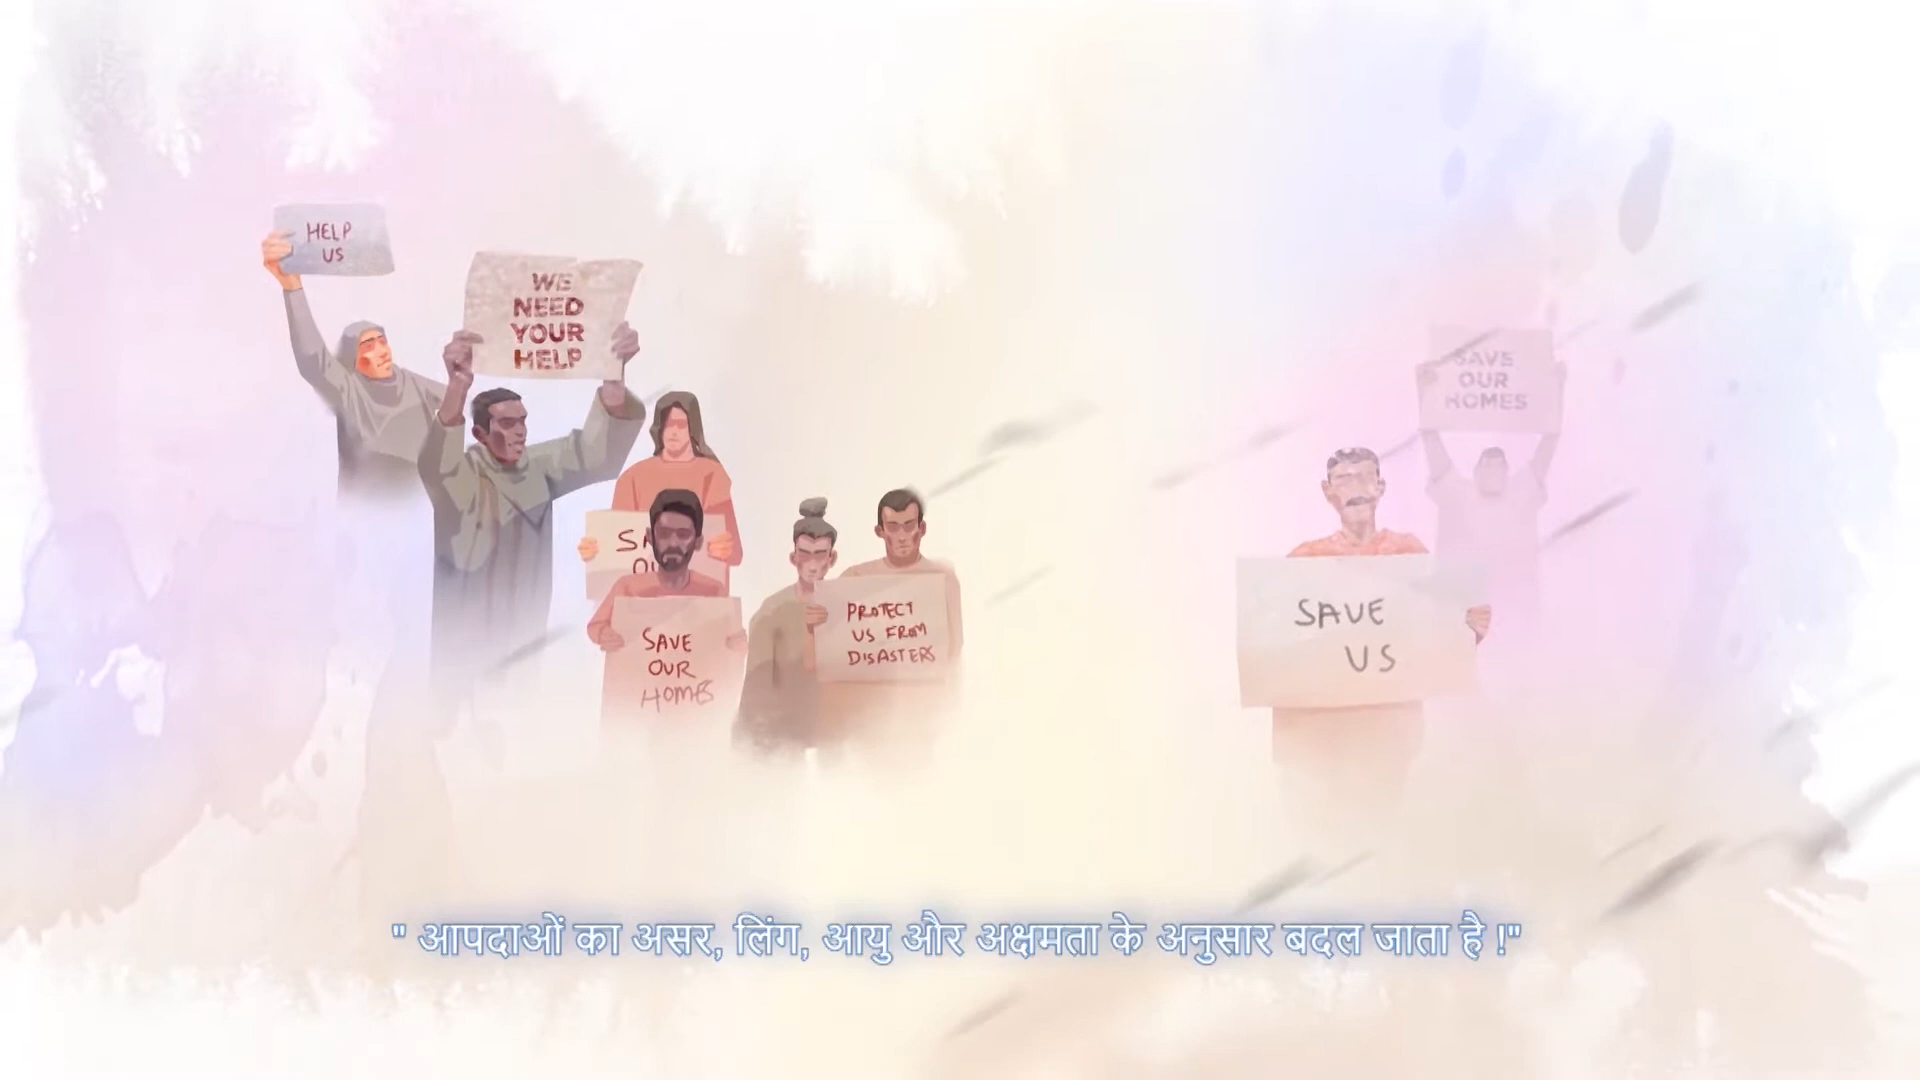 HELP
US
WE
NEED
YOUR
HELP
SAVE
OUR
HOMES
SAVE
OUR
HOMES
PROTECT
US FROM
DISASTERS
SAVE
US
" आपदाओं का असर, लिंग, आयु और अक्षमता के अनुसार बदल जाता है !"